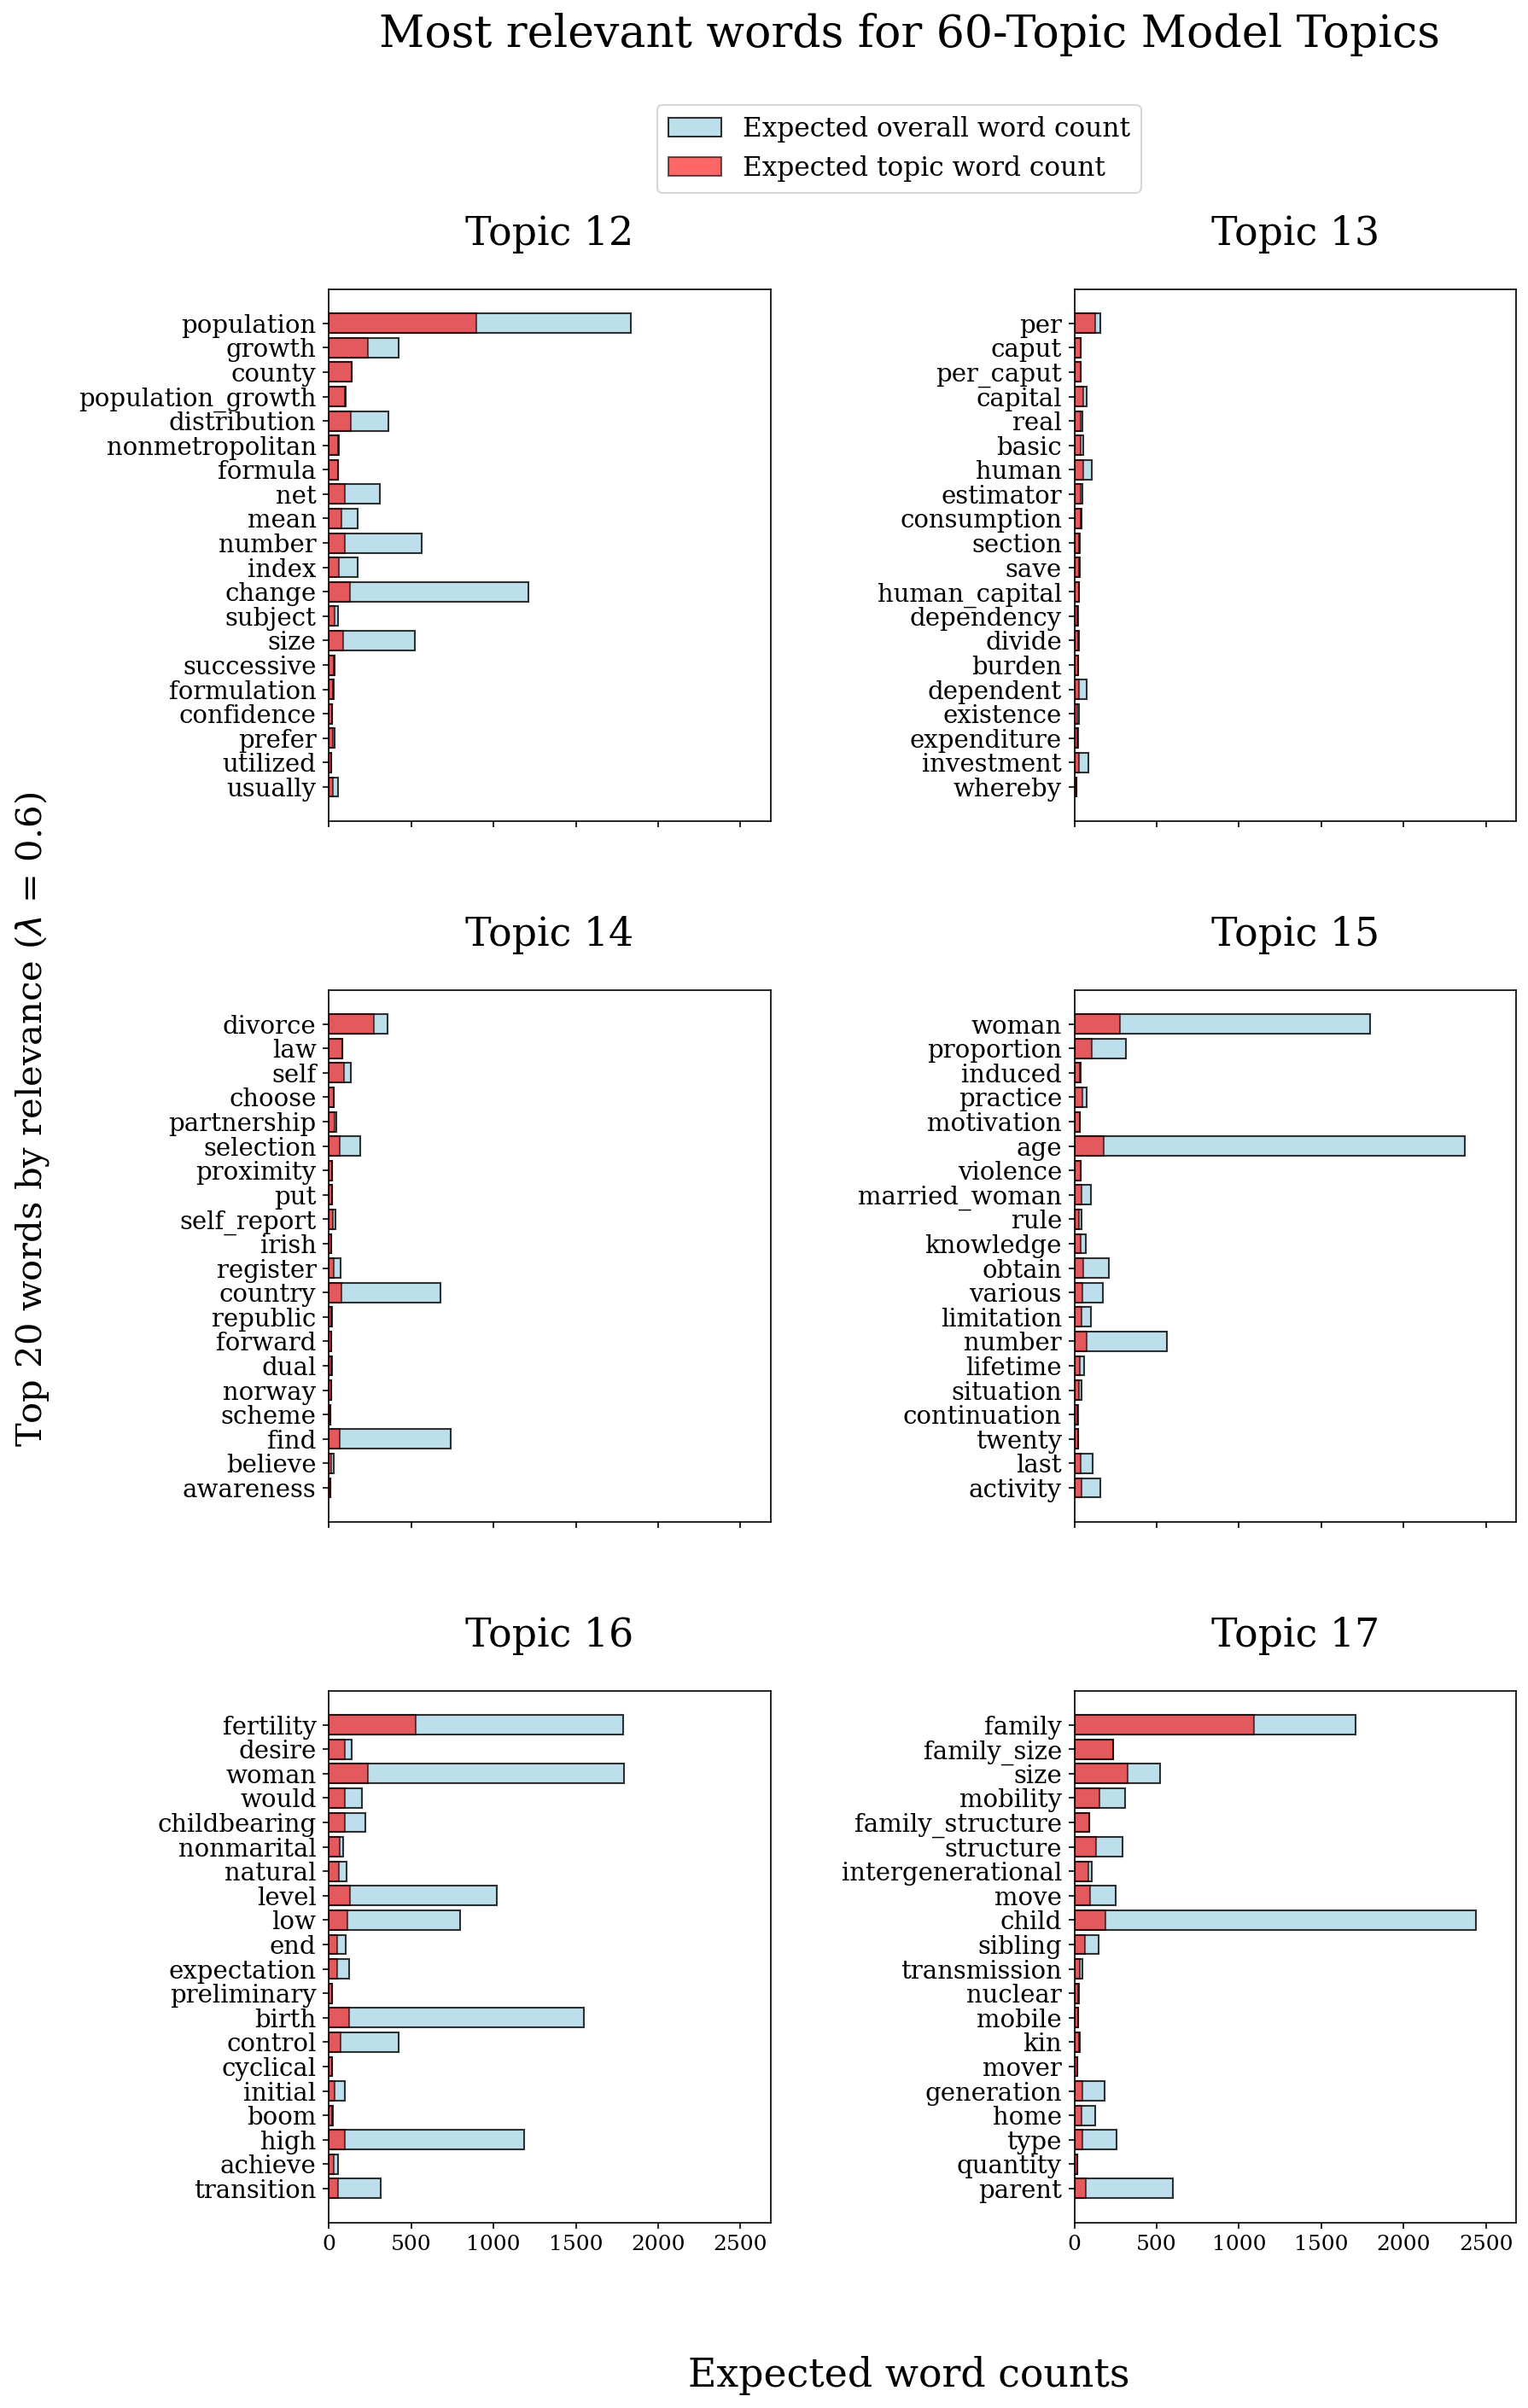 Most relevant words for 60-Topic Model Topics
Expected overall word count
Expected topic word count
Top 20 words by relevance (λ = 0.6)
Topic 12
population
growth
county
population_growth
distribution
nonmetropolitan
formula
net
mean
number
index
change
subject
size
successive
formulation
confidence
prefer
utilized
usually
Topic 13
per
caput
per_caput
capital
real
basic
human
estimator
consumption
section
save
human_capital
dependency
divide
burden
dependent
existence
expenditure
investment
whereby
Topic 14
divorce
law
self
choose
partnership
selection
proximity
put
self_report
irish
register
country
republic
forward
dual
norway
scheme
find
believe
awareness
Topic 15
woman
proportion
induced
practice
motivation
age
violence
married_woman
rule
knowledge
obtain
various
limitation
number
lifetime
situation
continuation
twenty
last
activity
Topic 16
fertility
desire
woman
would
childbearing
nonmarital
natural
level
low
end
expectation
preliminary
birth
control
cyclical
initial
boom
high
achieve
transition
0 500 1000 1500 2000 2500
Topic 17
family
family_size
size
mobility
family_structure
structure
intergenerational
move
child
sibling
transmission
nuclear
mobile
kin
mover
generation
home
type
quantity
parent
0 500 1000 1500 2000 2500
Expected word counts